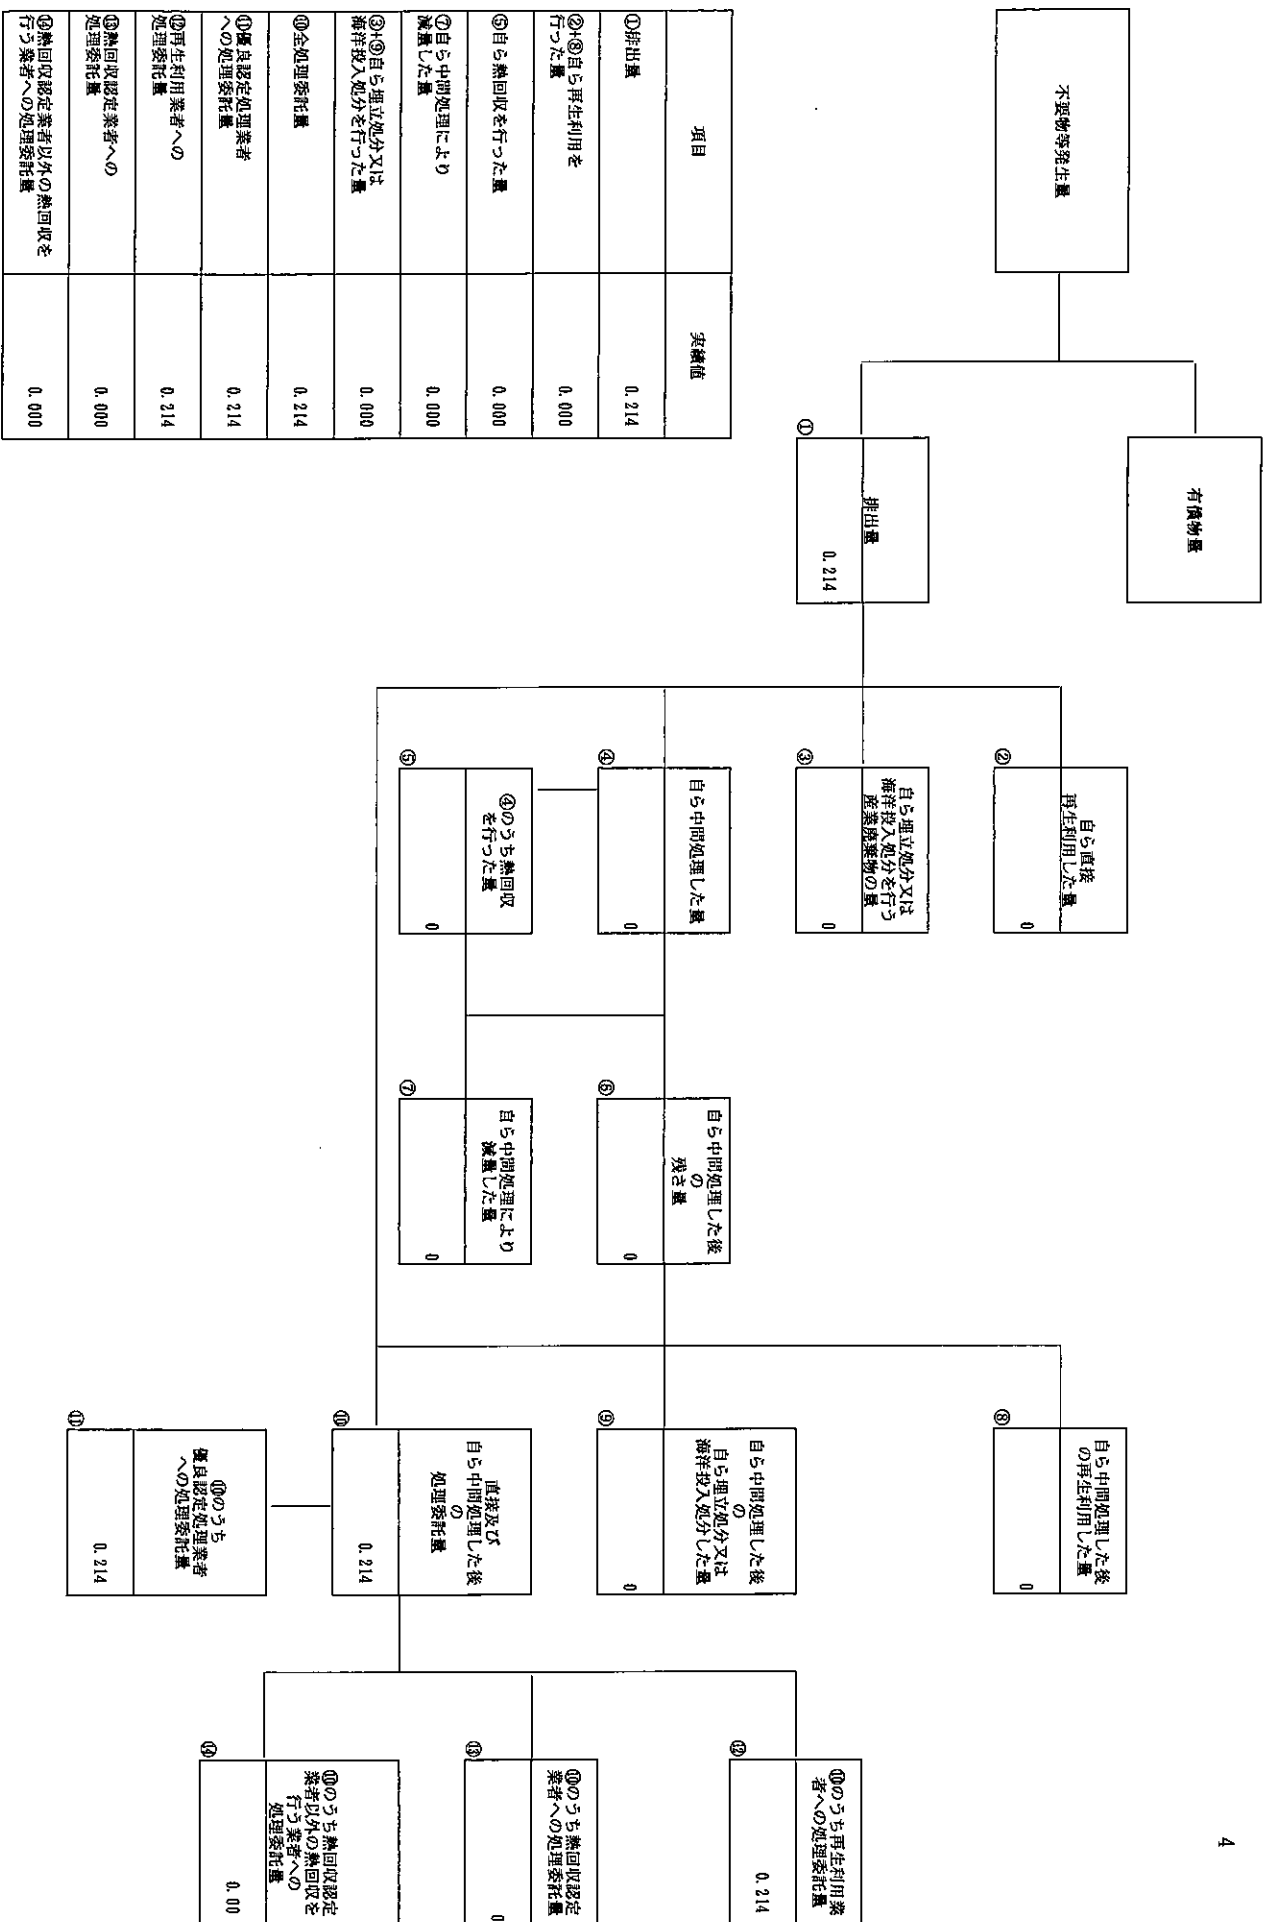 4
不要物等発生量
有償物量
①
排出量
0.214
②
自ら直接
再生利用した量
0
③
自ら埋立処分又は
海洋投入処分を行う
産業廃棄物の量
0
④
自ら中間処理した量
0
⑤
④のうち熱回収
を行った量
0
⑥
自ら中間処理した後
の
残さ量
0
⑦
自ら中間処理により
減量した量
0
⑧
自ら中間処理した後
の再生利用した量
0
⑨
自ら中間処理した後
の
自ら埋立処分又は
海洋投入処分した量
0
⑩
直接及び
自ら中間処理した後
の
処理委託量
0.214
⑪
⑩のうち
優良認定処理業者
への処理委託量
0.214
⑫
⑩のうち再生利用業
者への処理委託量
0.214
⑬
⑩のうち熱回収認定
業者への処理委託量
0
⑭
⑩のうち熱回収認定
業者以外の熱回収を
行う業者への
処理委託量
0.00
項目 実績値
①排出量 0.214
②+⑧自ら再生利用を
行った量 0.000
⑤自ら熱回収を行った量 0.000
⑦自ら中間処理により
減量した量 0.000
③+⑨自ら埋立処分又は
海洋投入処分を行った量 0.000
⑩全処理委託量 0.214
⑪優良認定処理業者
への処理委託量 0.214
⑫再生利用業者への
処理委託量 0.214
⑬熱回収認定業者への
処理委託量 0.000
⑭熱回収認定業者以外の熱回収を
行う業者への処理委託量 0.000